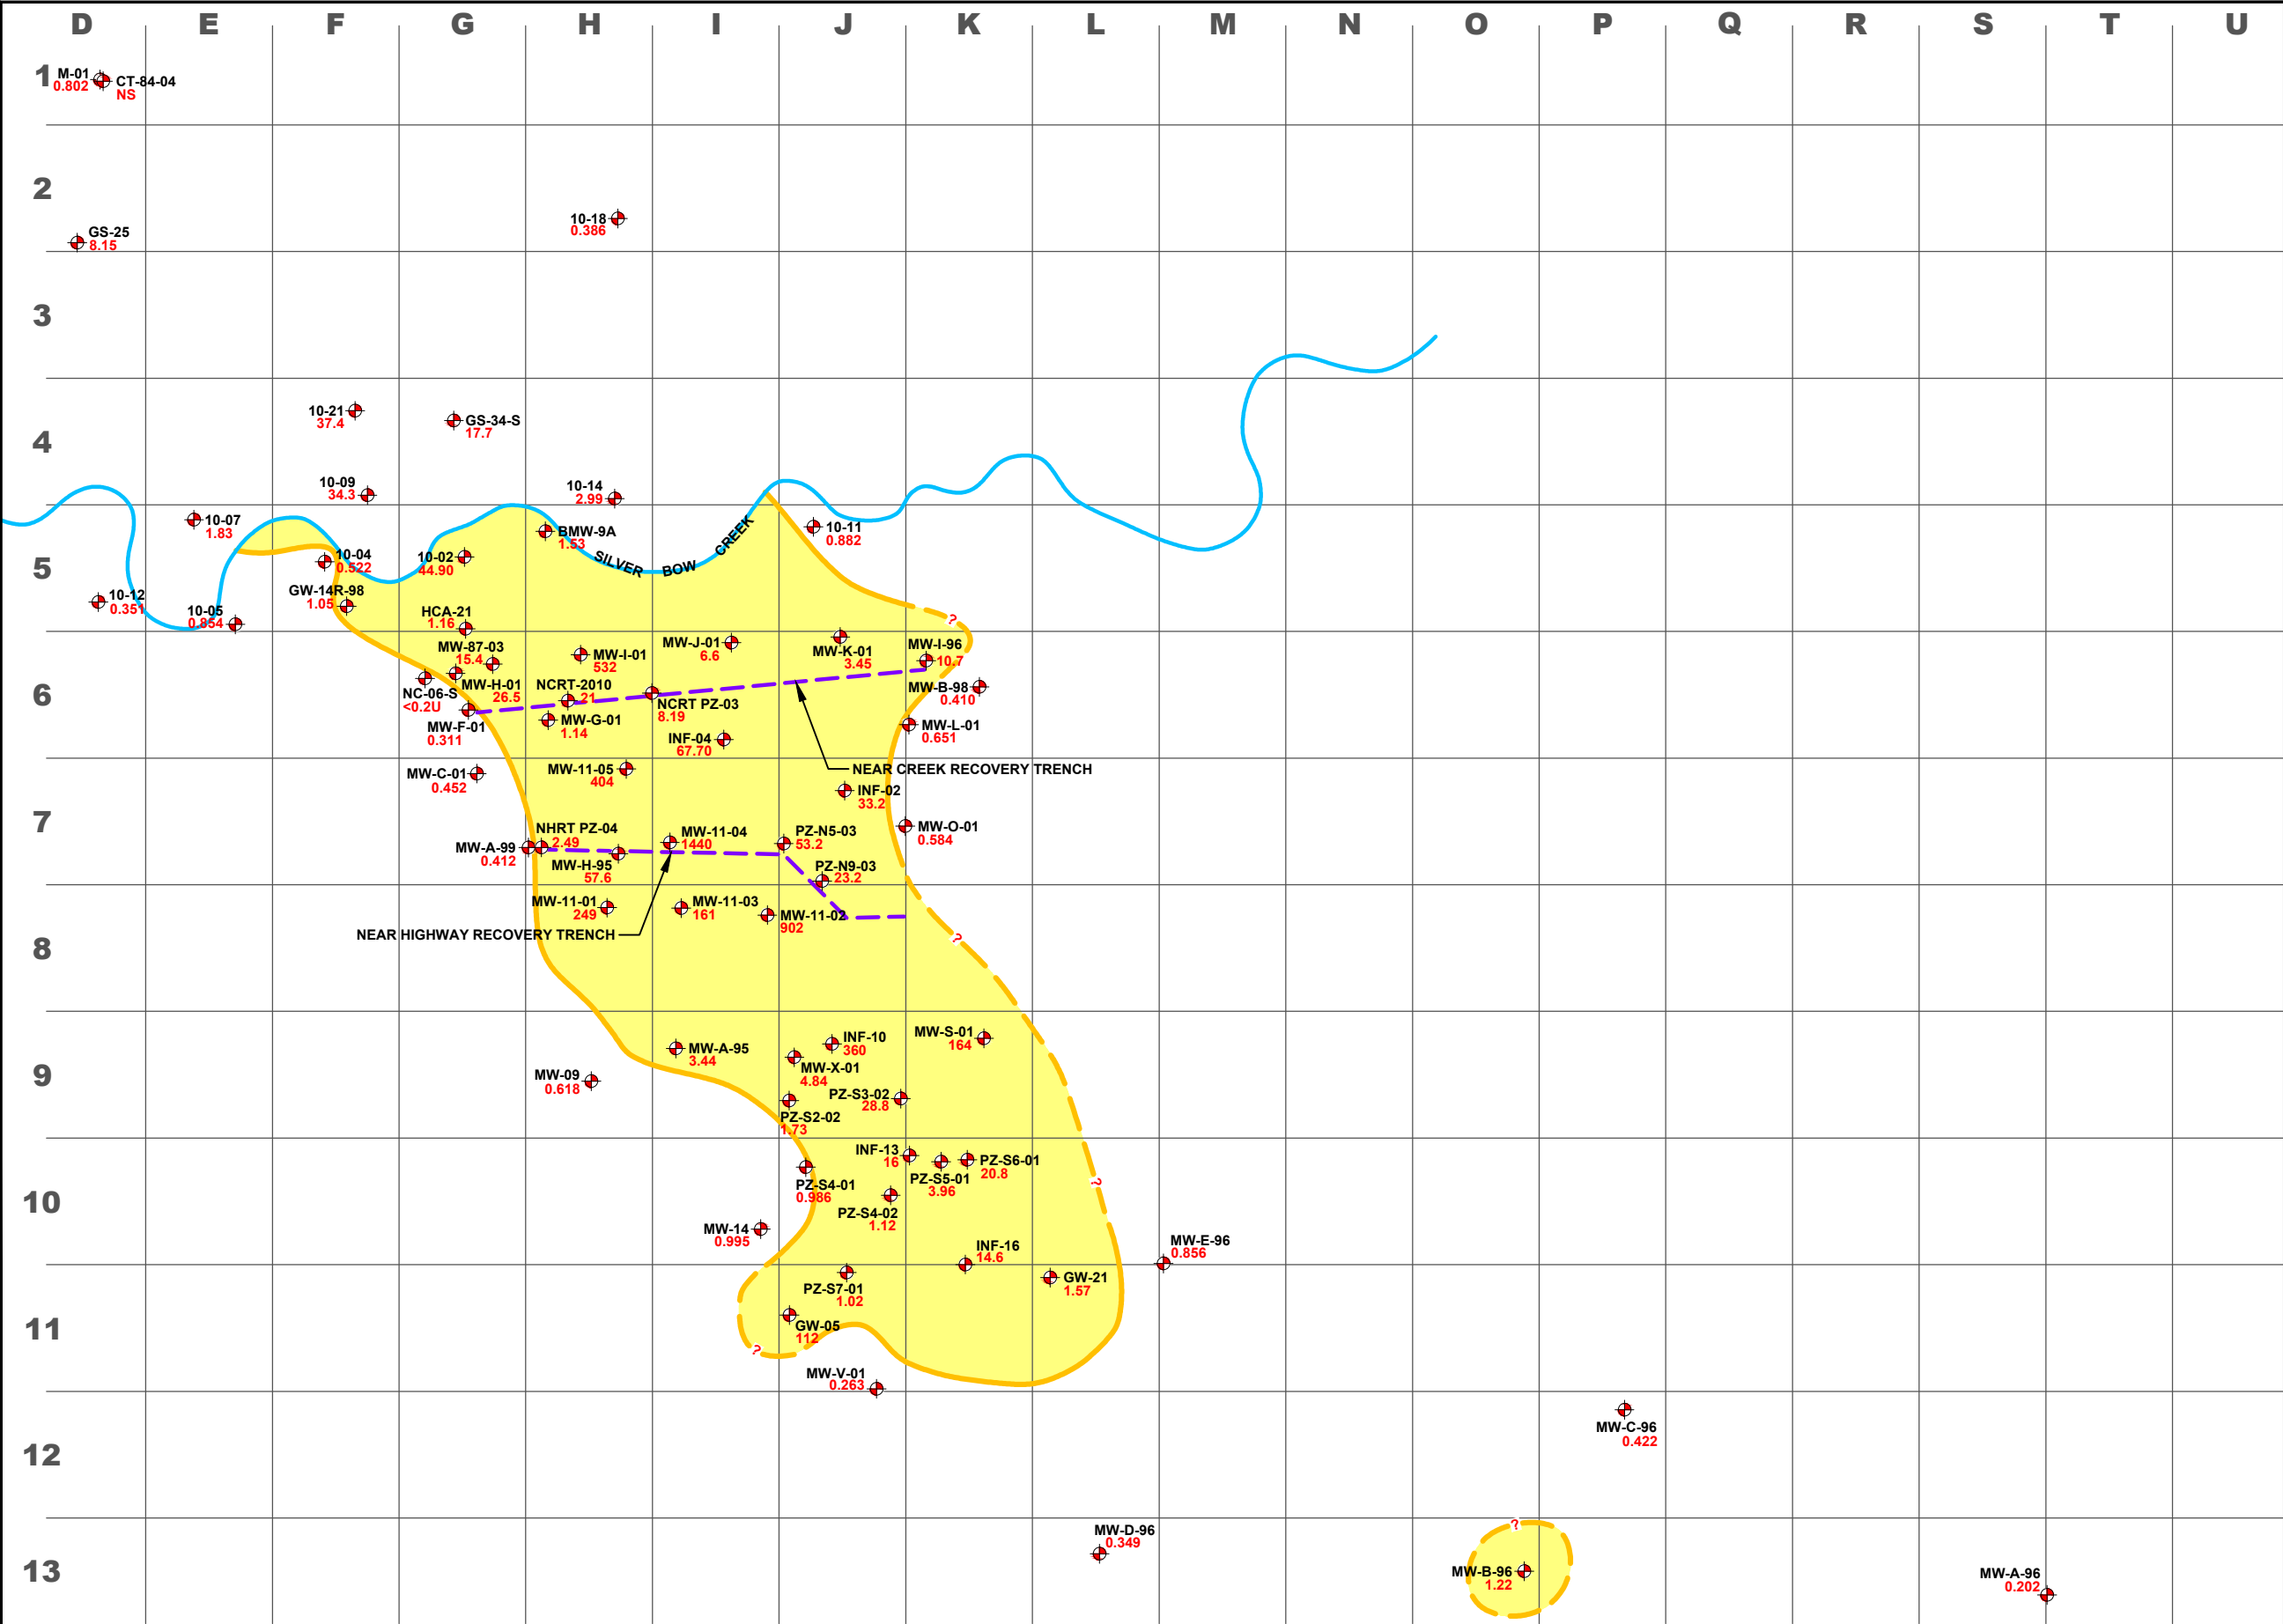 D E F G H I J K L M N O P Q R S T U
1
M-01
0.802
CT-84-04
NS
2
10-18
0.386
GS-25
8.15
3
4
10-21
37.4
GS-34-S
17.7
10-09
34.3
10-14
2.99
5
10-07
1.83
BMW-9A
1.53
10-11
0.882
SILVER BOW CREEK
10-04
0.522
10-02
44.90
GW-14R-98
1.05
10-12
0.351
10-05
0.854
HCA-21
1.16
?
6
MW-87-03
15.4
MW-I-01
532
MW-J-01
6.6
MW-K-01
3.45
MW-I-96
10.7
MW-H-01
26.5
NC-06-S
<0.2U
NCRT-2010
21
NCRT PZ-03
8.19
MW-B-98
0.410
MW-F-01
0.311
MW-G-01
1.14
MW-L-01
0.651
INF-04
67.70
7
MW-C-01
0.452
MW-11-05
404
NEAR CREEK RECOVERY TRENCH
INF-02
33.2
NHRT PZ-04
2.49
MW-11-04
1440
PZ-N5-03
53.2
MW-O-01
0.584
MW-A-99
0.412
MW-H-95
57.6
PZ-N9-03
23.2
8
MW-11-01
249
MW-11-03
161
MW-11-02
902
NEAR HIGHWAY RECOVERY TRENCH
?
9
MW-A-95
3.44
INF-10
360
MW-S-01
164
MW-X-01
4.84
MW-09
0.618
PZ-S3-02
28.8
PZ-S2-02
1.73
10
INF-13
16
PZ-S6-01
20.8
PZ-S5-01
3.96
PZ-S4-01
0.986
?
PZ-S4-02
1.12
MW-14
0.995
INF-16
14.6
MW-E-96
0.856
11
GW-21
1.57
PZ-S7-01
1.02
GW-05
112
?
MW-V-01
0.263
12
MW-C-96
0.422
13
MW-D-96
0.349
?
MW-B-96
1.22
MW-A-96
0.202